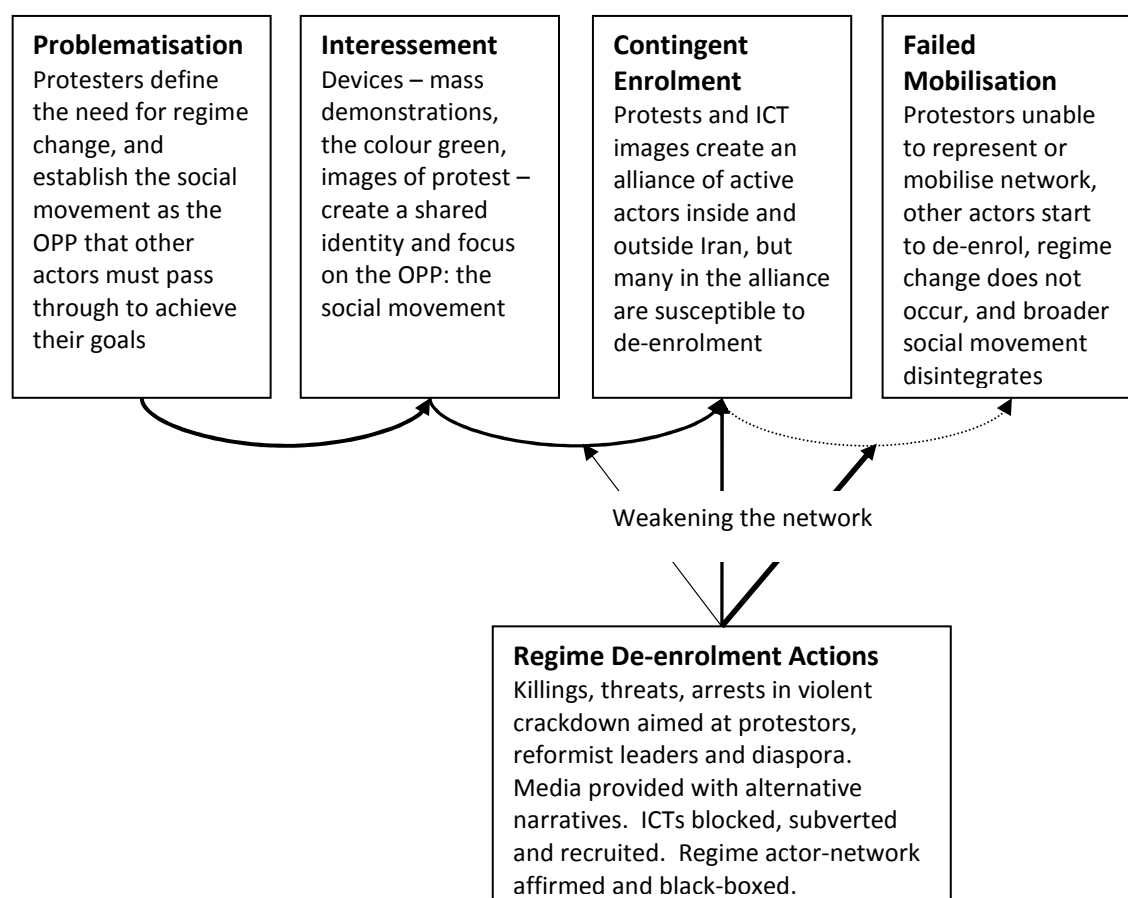 Problematisation
Protesters define
the need for regime
change, and
establish the social
movement as the
OPP that other
actors must pass
through to achieve
their goals
Interessement
Devices – mass
demonstrations,
the colour green,
images of protest –
create a shared
identity and focus
on the OPP: the
social movement
Contingent
Enrolment
Protests and ICT
images create an
alliance of active
actors inside and
outside Iran, but
many in the alliance
are susceptible to
de-enrolment
Failed
Mobilisation
Protestors unable
to represent or
mobilise network,
other actors start
to de-enrol, regime
change does not
occur, and broader
social movement
disintegrates
Weakening the network
Regime De-enrolment Actions
Killings, threats, arrests in violent
crackdown aimed at protestors,
reformist leaders and diaspora.
Media provided with alternative
narratives.  ICTs blocked, subverted
and recruited.  Regime actor-network
affirmed and black-boxed.